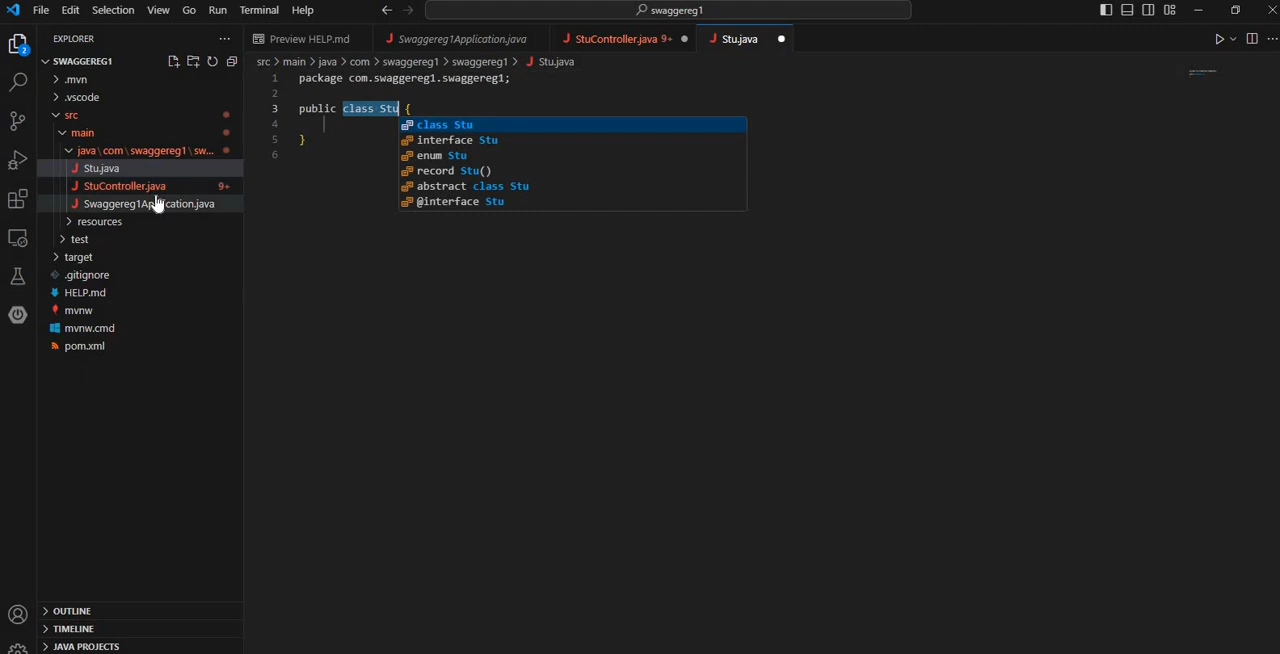 File Edit Selection View Go Run Terminal Help
swaggereg1
EXPLORER
SWAGGEREG1
.mvn
.vscode
src
main
java\com\swaggereg1\sw...
Stu.java
StuController.java 9+
Swaggereg1Application.java
resources
test
target
.gitignore
HELP.md
mvnw
mvnw.cmd
pom.xml
OUTLINE
TIMELINE
JAVA PROJECTS
2
Preview HELP.md Swaggereg1Application.java StuController.java 9+ Stu.java
src > main > java > com > swaggereg1 > swaggereg1 > Stu.java
1 package com.swaggereg1.swaggereg1;
2
3 public class Stu {
4
5 }
6
class Stu
interface Stu
enum Stu
record Stu()
abstract class Stu
@interface Stu